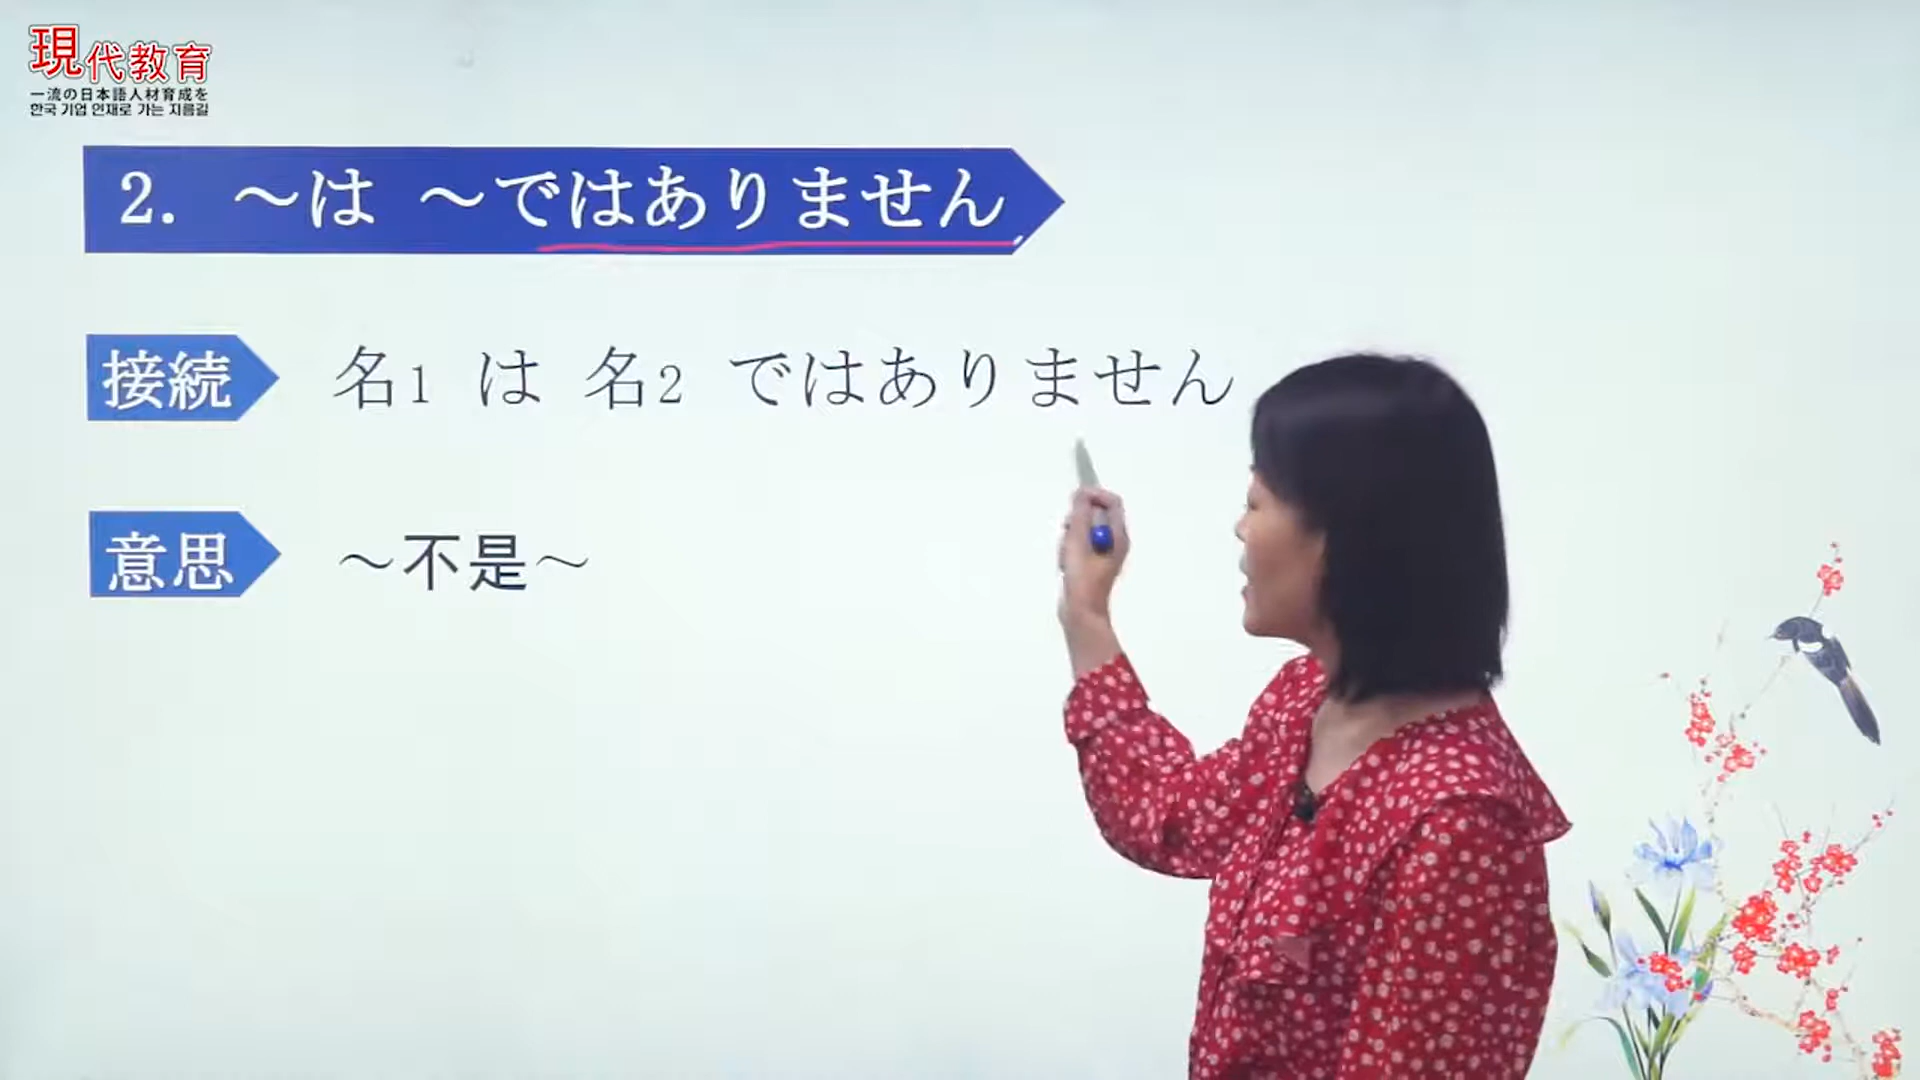 現代教育
一流の日本語人材育成を
한국 기업 인재로 가는 지름길
2. ～は ～ではありません
接続 名1 は 名2 ではありません
意思 ～不是～